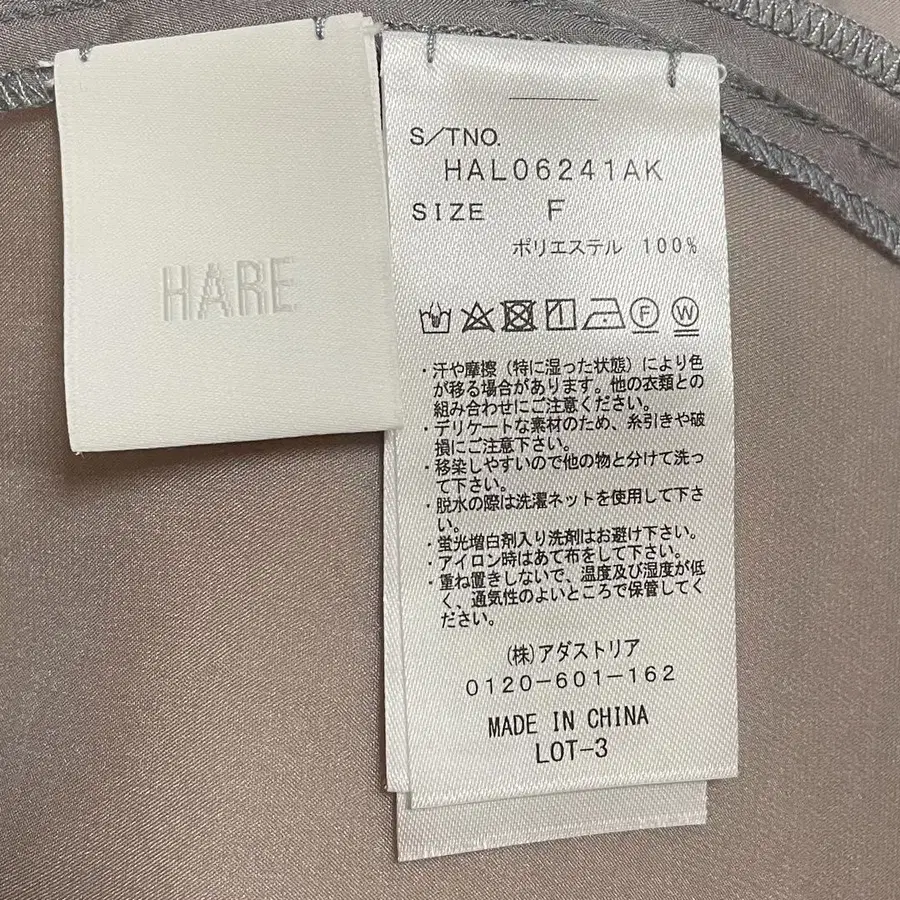 HARE
S/TNO.
HAL06241AK
SIZE F
ポリエステル 100%
F W
・汗や摩擦(特に湿った状態)により色
が移る場合があります。他の衣類との
組み合わせにご注意ください。
・デリケートな素材のため、糸引きや破
損にご注意下さい。
・移染しやすいので他の物と分けて洗っ
て下さい。
・脱水の際は洗濯ネットを使用して下さ
い。
・蛍光増白剤入り洗剤はお避け下さい。
・アイロン時はあて布をして下さい。
・重ね置きしないで、温度及び湿度が低
く、通気性のよいところで保管してく
ださい。
(株)アダストリア
0120-601-162
MADE IN CHINA
LOT-3